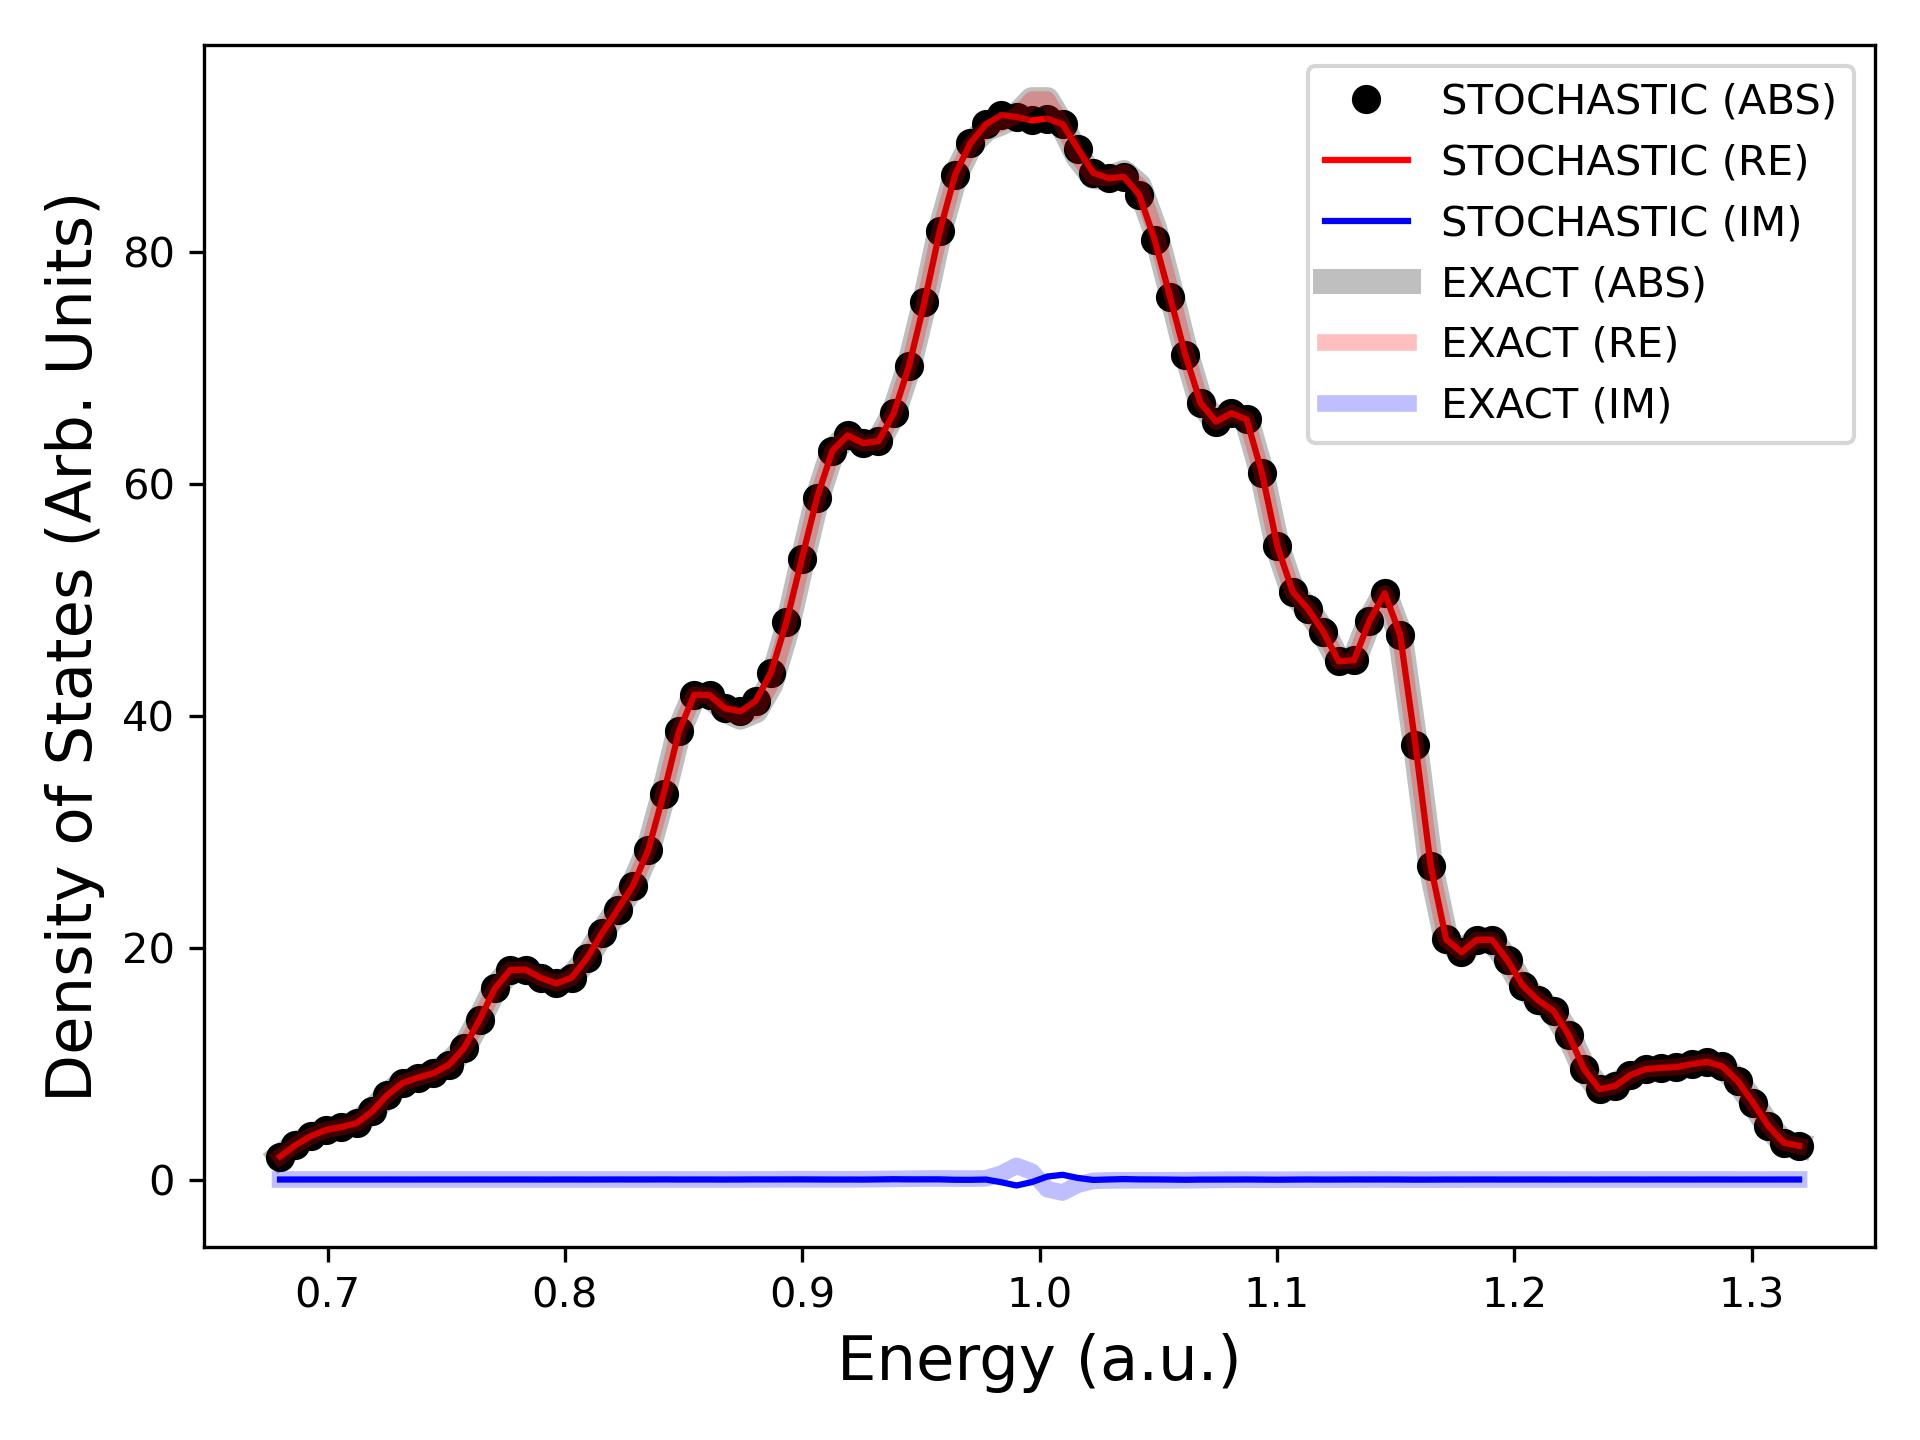 STOCHASTIC (ABS)
STOCHASTIC (RE)
STOCHASTIC (IM)
EXACT (ABS)
EXACT (RE)
EXACT (IM)
Density of States (Arb. Units)
80
60
40
20
0
0.7 0.8 0.9 1.0 1.1 1.2 1.3
Energy (a.u.)